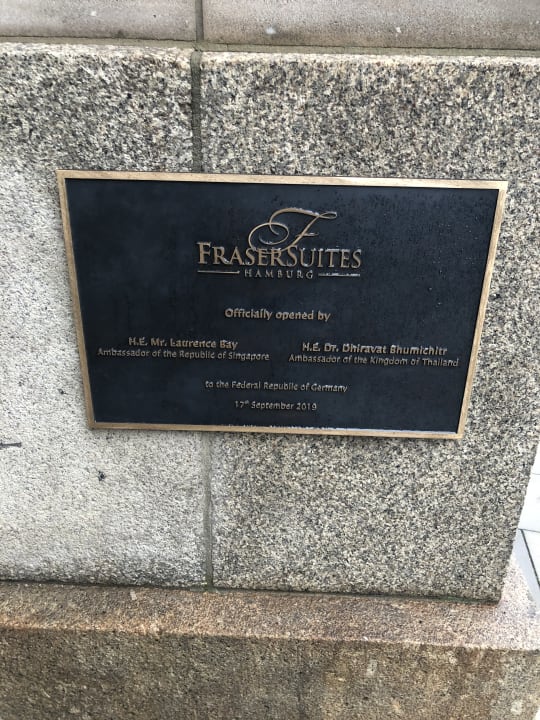 F
FRASERSUITES
HAMBURG
Officially opened by
H.E. Mr. Laurence Bay
Ambassador of the Republic of Singapore
H.E. Dr. Dhiravat Bhumichitr
Ambassador of the Kingdom of Thailand
to the Federal Republic of Germany
17th September 2019